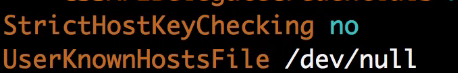 StrictHostKeyChecking no
UserKnownHostsFile /dev/null